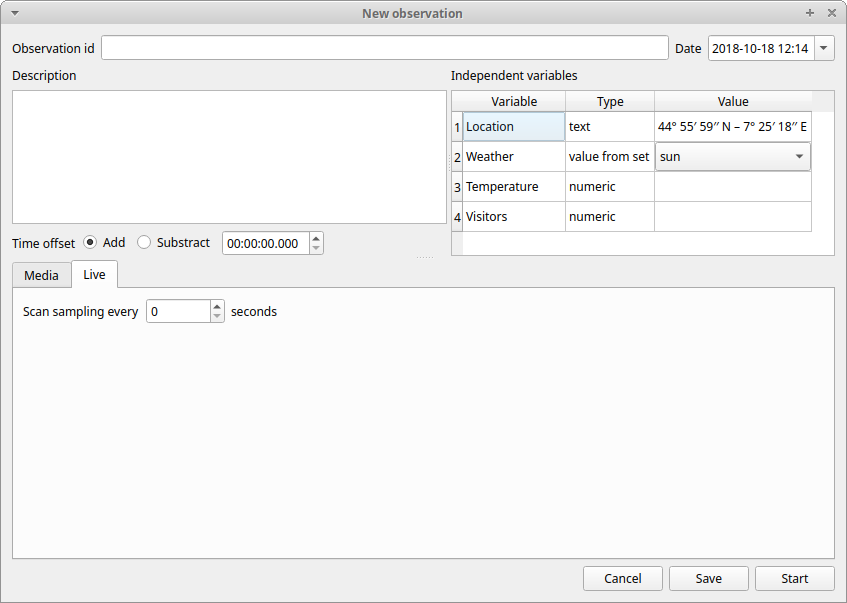 New observation
Observation id Date 2018-10-18 12:14
Description Independent variables
Variable Type Value
1 Location text 44° 55′ 59″ N – 7° 25′ 18″ E
2 Weather value from set sun
3 Temperature numeric
4 Visitors numeric
Time offset Add Substract 00:00:00.000
Media Live
Scan sampling every 0 seconds
Cancel Save Start